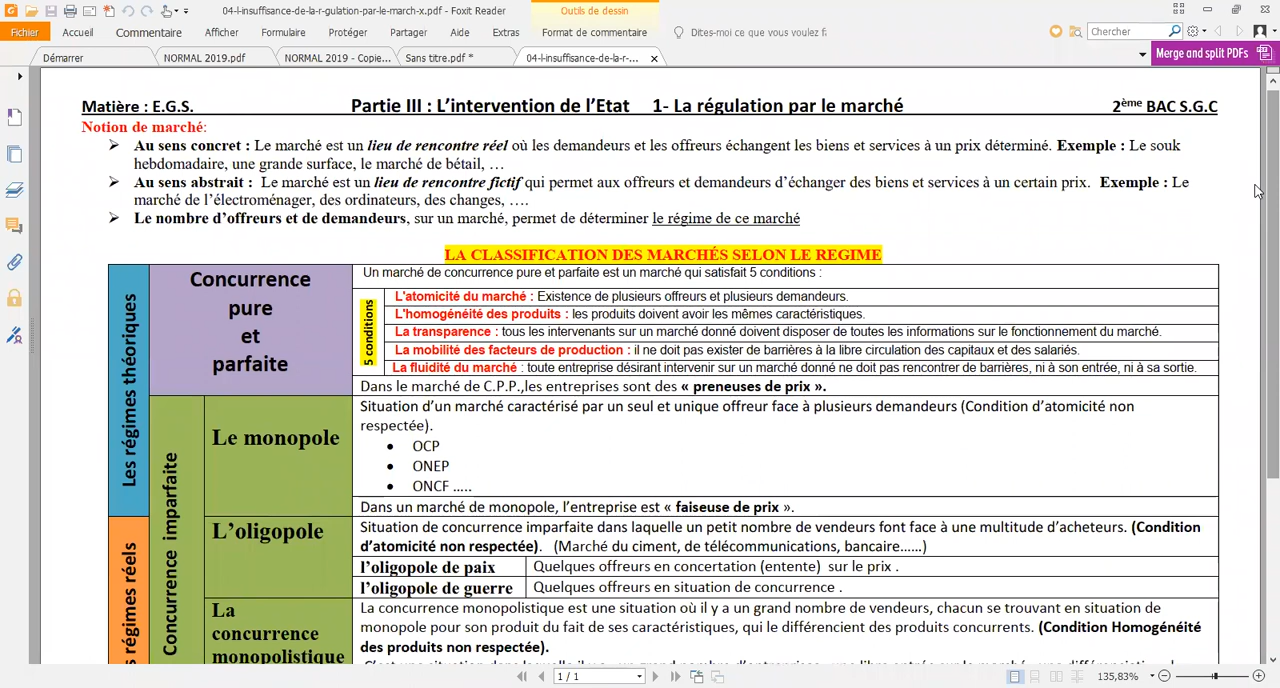 04-l-insuffisance-de-la-r-gulation-par-le-march-x.pdf - Foxit Reader
Outils de dessin
Fichier Accueil Commentaire Afficher Formulaire Protéger Partager Aide Extras Format de commentaire Dites-moi ce que vous voulez f Chercher
Démarrer NORMAL 2019.pdf NORMAL 2019 - Copie... Sans titre.pdf * 04-l-insuffisance-de-la-r-... Merge and split PDFs
Matière : E.G.S. Partie III : L'intervention de l'Etat 1- La régulation par le marché 2ème BAC S.G.C
Notion de marché:
Au sens concret : Le marché est un lieu de rencontre réel où les demandeurs et les offreurs échangent les biens et services à un prix déterminé. Exemple : Le souk
hebdomadaire, une grande surface, le marché de bétail, …
Au sens abstrait : Le marché est un lieu de rencontre fictif qui permet aux offreurs et demandeurs d'échanger des biens et services à un certain prix. Exemple : Le
marché de l'électroménager, des ordinateurs, des changes, ….
Le nombre d'offreurs et de demandeurs, sur un marché, permet de déterminer le régime de ce marché
LA CLASSIFICATION DES MARCHÉS SELON LE REGIME
Les régimes théoriques
Concurrence
pure
et
parfaite
Un marché de concurrence pure et parfaite est un marché qui satisfait 5 conditions :
5 conditions
L'atomicité du marché : Existence de plusieurs offreurs et plusieurs demandeurs.
L'homogénéité des produits : les produits doivent avoir les mêmes caractéristiques.
La transparence : tous les intervenants sur un marché donné doivent disposer de toutes les informations sur le fonctionnement du marché.
La mobilité des facteurs de production : il ne doit pas exister de barrières à la libre circulation des capitaux et des salariés.
La fluidité du marché : toute entreprise désirant intervenir sur un marché donné ne doit pas rencontrer de barrières, ni à son entrée, ni à sa sortie.
Dans le marché de C.P.P.,les entreprises sont des « preneuses de prix ».
Concurrence imparfaite
Le monopole
Situation d'un marché caractérisé par un seul et unique offreur face à plusieurs demandeurs (Condition d'atomicité non
respectée).
• OCP
• ONEP
• ONCF …..
Dans un marché de monopole, l'entreprise est « faiseuse de prix ».
régimes réels
L'oligopole
Situation de concurrence imparfaite dans laquelle un petit nombre de vendeurs font face à une multitude d'acheteurs. (Condition
d'atomicité non respectée). (Marché du ciment, de télécommunications, bancaire……)
l'oligopole de paix Quelques offreurs en concertation (entente) sur le prix .
l'oligopole de guerre Quelques offreurs en situation de concurrence .
La
concurrence
monopolistique
La concurrence monopolistique est une situation où il y a un grand nombre de vendeurs, chacun se trouvant en situation de
monopole pour son produit du fait de ses caractéristiques, qui le différencient des produits concurrents. (Condition Homogénéité
des produits non respectée).
1 / 1 135,83%